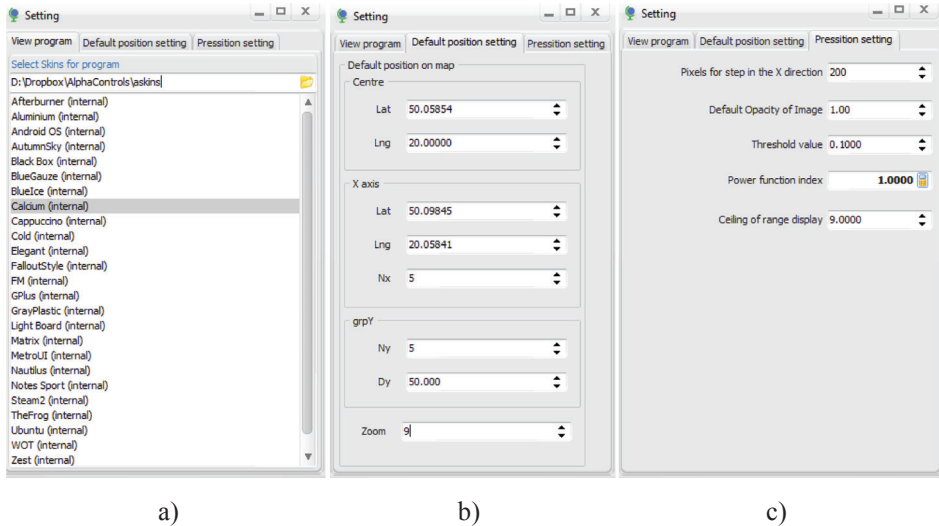 Setting
View program Default position setting Pression setting
Select Skins for program
D:\Dropbox\AlphaControls\askins
Afterburner (internal)
Aluminium (internal)
Android OS (internal)
AutumnSky (internal)
Black Box (internal)
BlueGauze (internal)
BlueIce (internal)
Calcium (internal)
Cappuccino (internal)
Cold (internal)
Elegant (internal)
FalloutStyle (internal)
FM (internal)
GPlus (internal)
GrayPlastic (internal)
Light Board (internal)
Matrix (internal)
MetroUI (internal)
Nautilus (internal)
Notes Sport (internal)
Steam2 (internal)
TheFrog (internal)
Ubuntu (internal)
WOT (internal)
Zest (internal)
a)
Setting
View program Default position setting Pression setting
Default position on map
Centre
Lat 50.05854
Lng 20.00000
X axis
Lat 50.09845
Lng 20.05841
Nx 5
grpY
Ny 5
Dy 50.000
Zoom 9
b)
Setting
View program Default position setting Pression setting
Pixels for step in the X direction 200
Default Opacity of Image 1.00
Threshold value 0.1000
Power function index 1.0000
Ceiling of range display 9.0000
c)